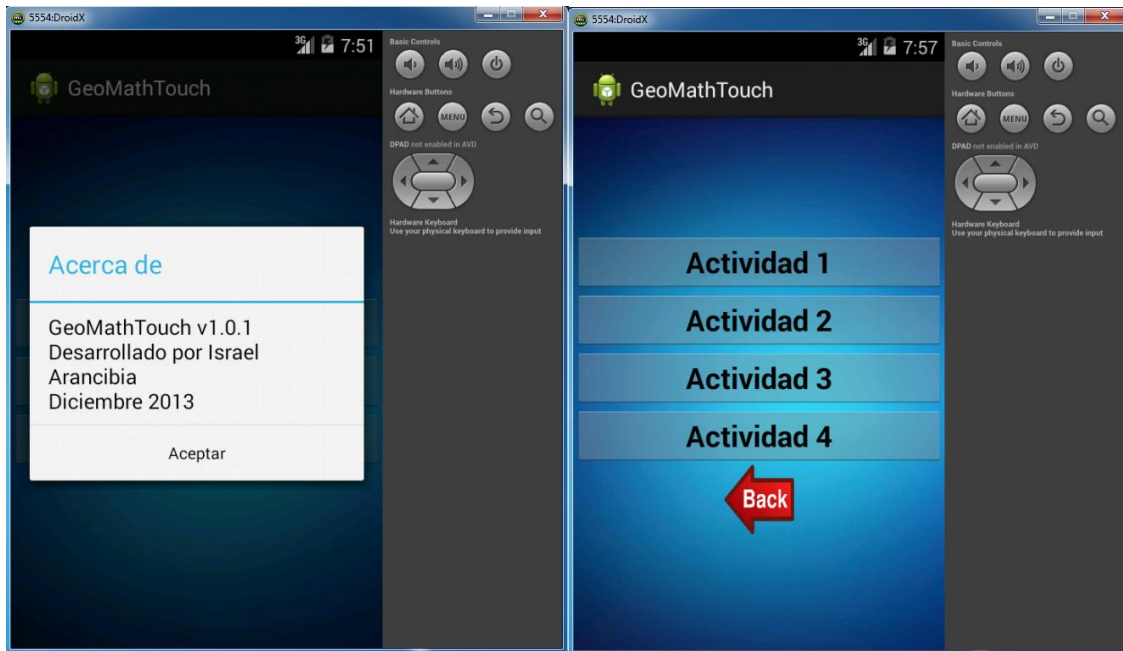 5554:DroidX
3G 7:51
GeoMathTouch
Acerca de
GeoMathTouch v1.0.1
Desarrollado por Israel
Arancibia
Diciembre 2013
Aceptar
Basic Controls
Hardware Buttons
MENU
DPAD not enabled in AVD
Hardware Keyboard
Use your physical keyboard to provide input
5554:DroidX
3G 7:57
GeoMathTouch
Actividad 1
Actividad 2
Actividad 3
Actividad 4
Back
Basic Controls
Hardware Buttons
MENU
DPAD not enabled in AVD
Hardware Keyboard
Use your physical keyboard to provide input